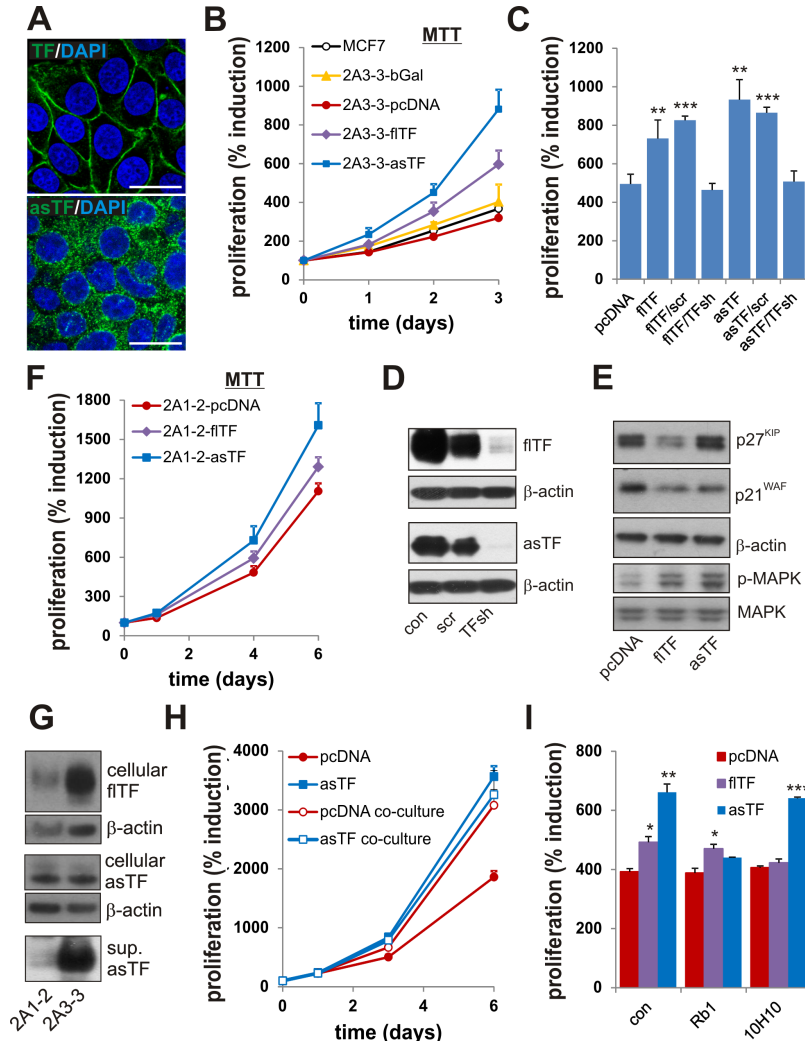 A
TF/DAPI
asTF/DAPI
B
MTT
1200
1000
800
600
400
200
0
proliferation (% induction)
MCF7
2A3-3-bGal
2A3-3-pcDNA
2A3-3-flTF
2A3-3-asTF
0 1 2 3
time (days)
C
1200
1000
800
600
400
200
0
proliferation (% induction)
** *** ** ***
pcDNA
flTF
flTF/scr
flTF/TFsh
asTF
asTF/scr
asTF/TFsh
F
MTT
1800
1500
1200
900
600
300
0
proliferation (% induction)
2A1-2-pcDNA
2A1-2-flTF
2A1-2-asTF
0 2 4 6
time (days)
D
flTF
β-actin
asTF
β-actin
con scr TFsh
E
p27KIP
p21WAF
β-actin
p-MAPK
MAPK
pcDNA flTF asTF
G
cellular
flTF
β-actin
cellular
asTF
β-actin
sup.
asTF
2A1-2 2A3-3
H
4000
3000
2000
1000
0
proliferation (% induction)
pcDNA
asTF
pcDNA co-culture
asTF co-culture
0 2 4 6
time (days)
I
800
600
400
200
0
proliferation (% induction)
pcDNA
flTF
asTF
* ** * ***
con Rb1 10H10